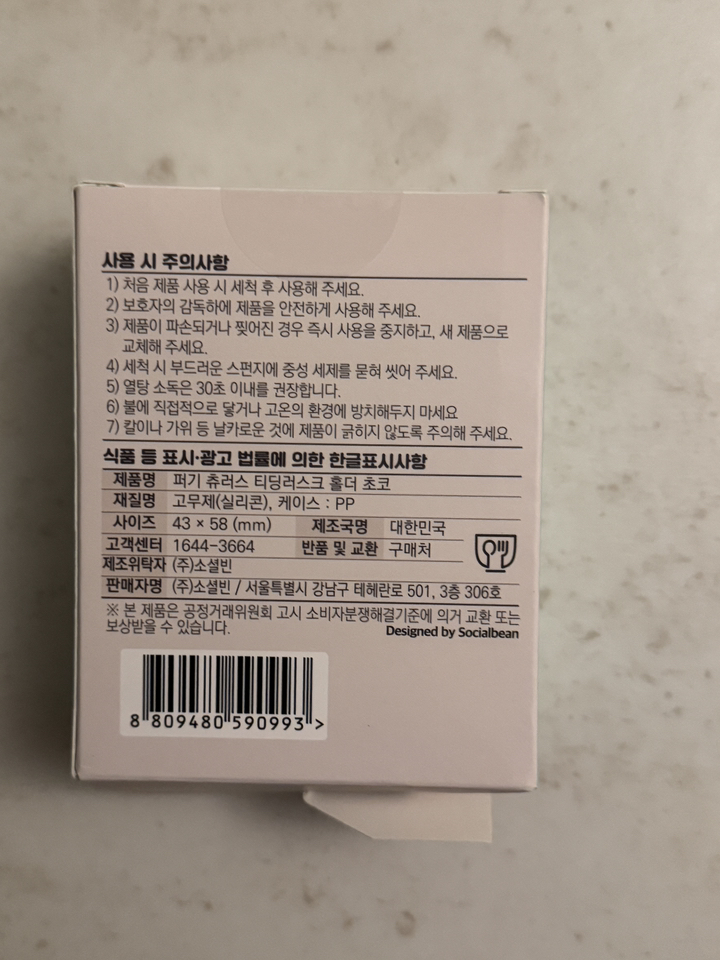 사용 시 주의사항
1) 처음 제품 사용 시 세척 후 사용해 주세요.
2) 보호자의 감독하에 제품을 안전하게 사용해 주세요.
3) 제품이 파손되거나 찢어진 경우 즉시 사용을 중지하고, 새 제품으로
교체해 주세요.
4) 세척 시 부드러운 스펀지에 중성 세제를 묻혀 씻어 주세요.
5) 열탕 소독은 30초 이내를 권장합니다.
6) 불에 직접적으로 닿거나 고온의 환경에 방치해두지 마세요
7) 칼이나 가위 등 날카로운 것에 제품이 긁히지 않도록 주의해 주세요.
식품 등 표시·광고 법률에 의한 한글표시사항
제품명 퍼기 츄러스 티딩러스크 홀더 초코
재질명 고무제(실리콘), 케이스 : PP
사이즈 43 × 58 (mm) 제조국명 대한민국
고객센터 1644-3664 반품 및 교환 구매처
제조위탁자 (주)소셜빈
판매자명 (주)소셜빈 / 서울특별시 강남구 테헤란로 501, 3층 306호
※ 본 제품은 공정거래위원회 고시 소비자분쟁해결기준에 의거 교환 또는
보상받을 수 있습니다.
Designed by Socialbean
8 809480 590993 >